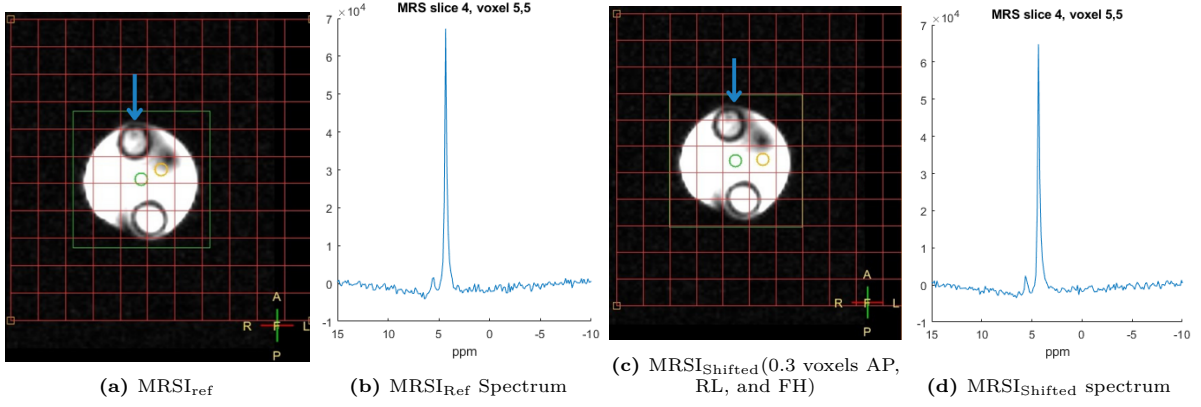 A
R F L
P
(a) MRSI_ref
MRS slice 4, voxel 5,5
×10^4
7
6
5
4
3
2
1
0
-1
15 10 5 0 -5 -10
ppm
(b) MRSI_Ref Spectrum
A
R F L
P
(c) MRSI_Shifted(0.3 voxels AP,
RL, and FH)
MRS slice 4, voxel 5,5
×10^4
7
6
5
4
3
2
1
0
-1
15 10 5 0 -5 -10
ppm
(d) MRSI_Shifted spectrum